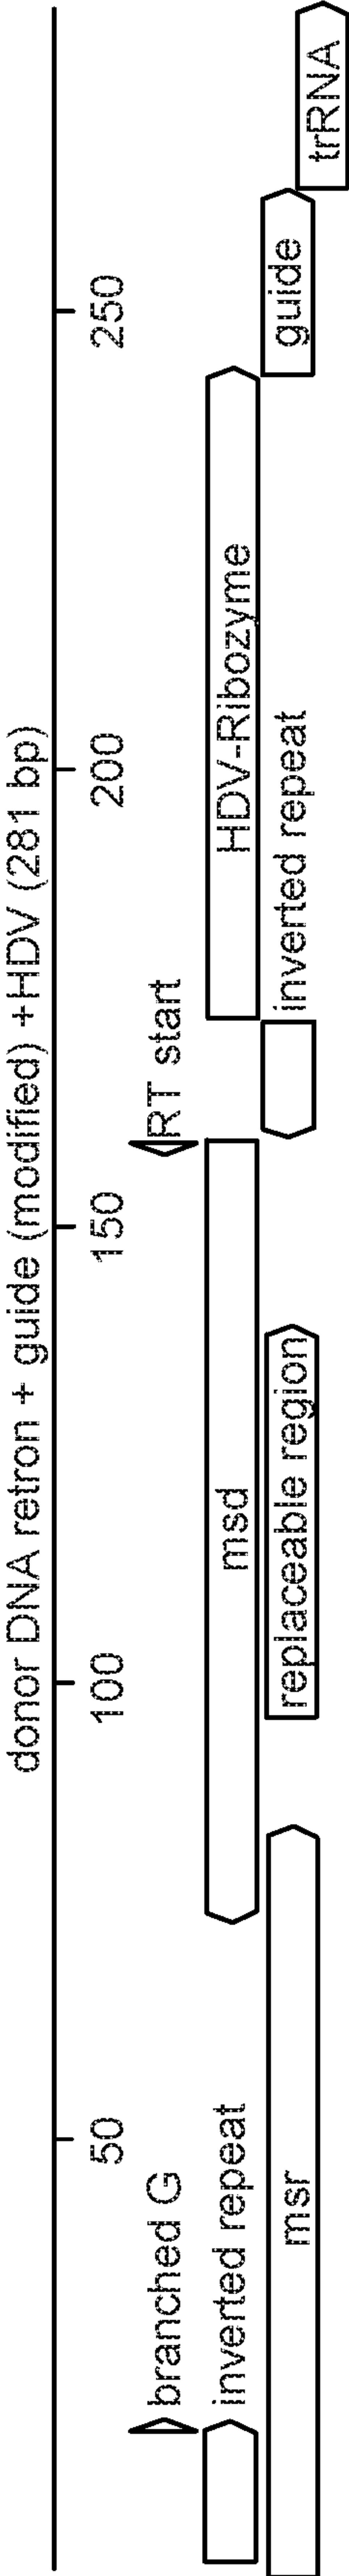 donor DNA retron + guide (modified) +HDV (281 bp)
50
100
150
200
250
branched G
RT start
inverted repeat
msd
HDV-Ribozyme
msr
replaceable region
inverted repeat
guide
trRNA